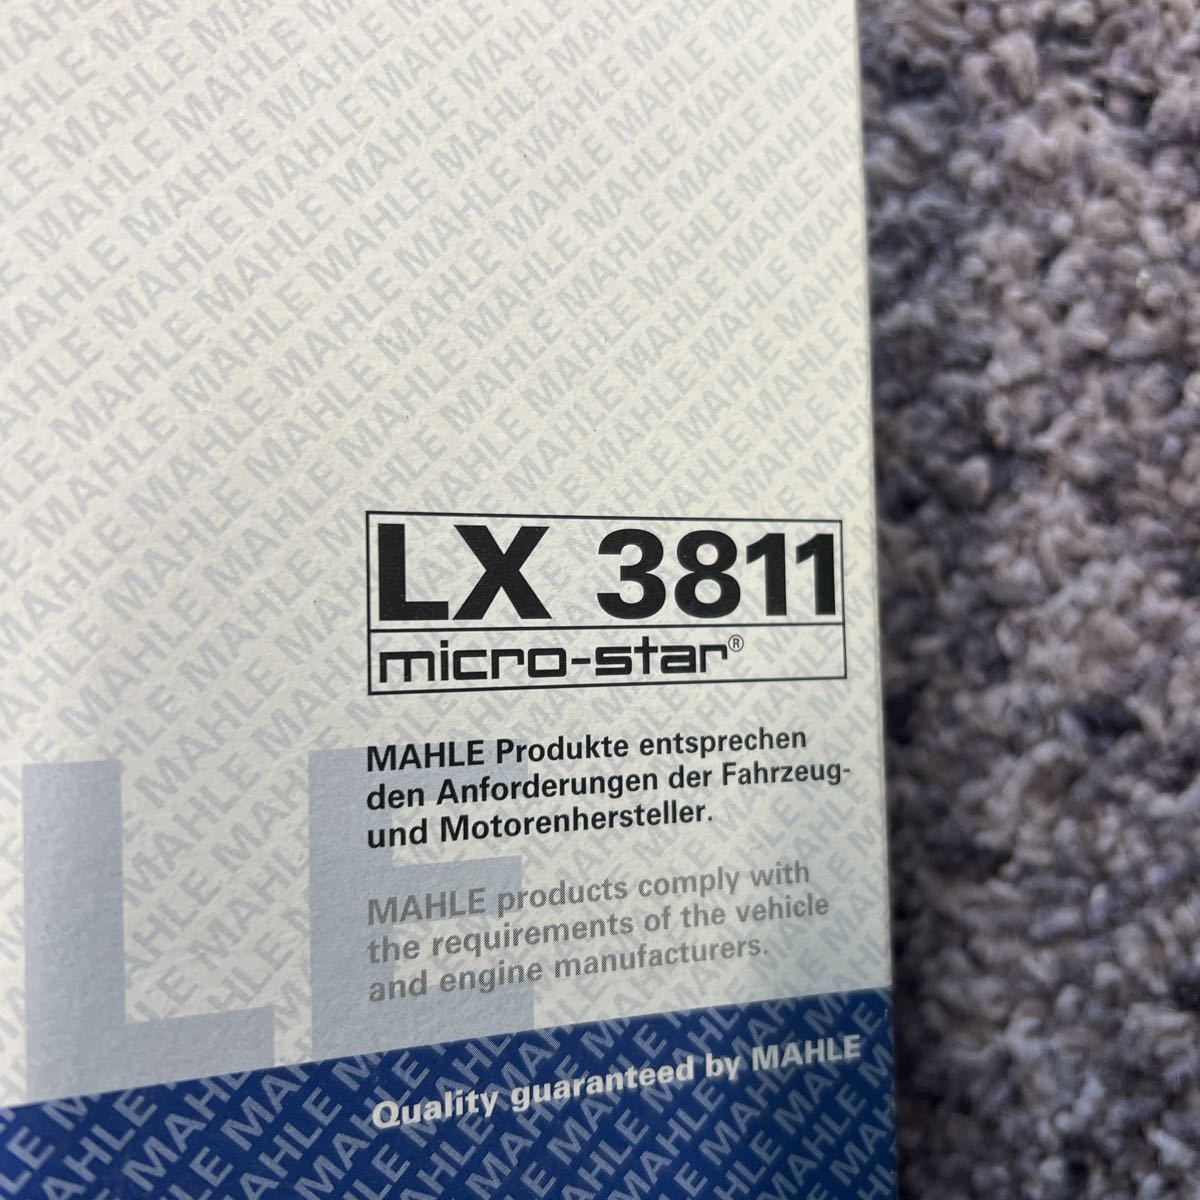 LX 3811
micro-star®
MAHLE Produkte entsprechen
den Anforderungen der Fahrzeug-
und Motorenhersteller.
MAHLE products comply with
the requirements of the vehicle
and engine manufacturers.
Quality guaranteed by MAHLE